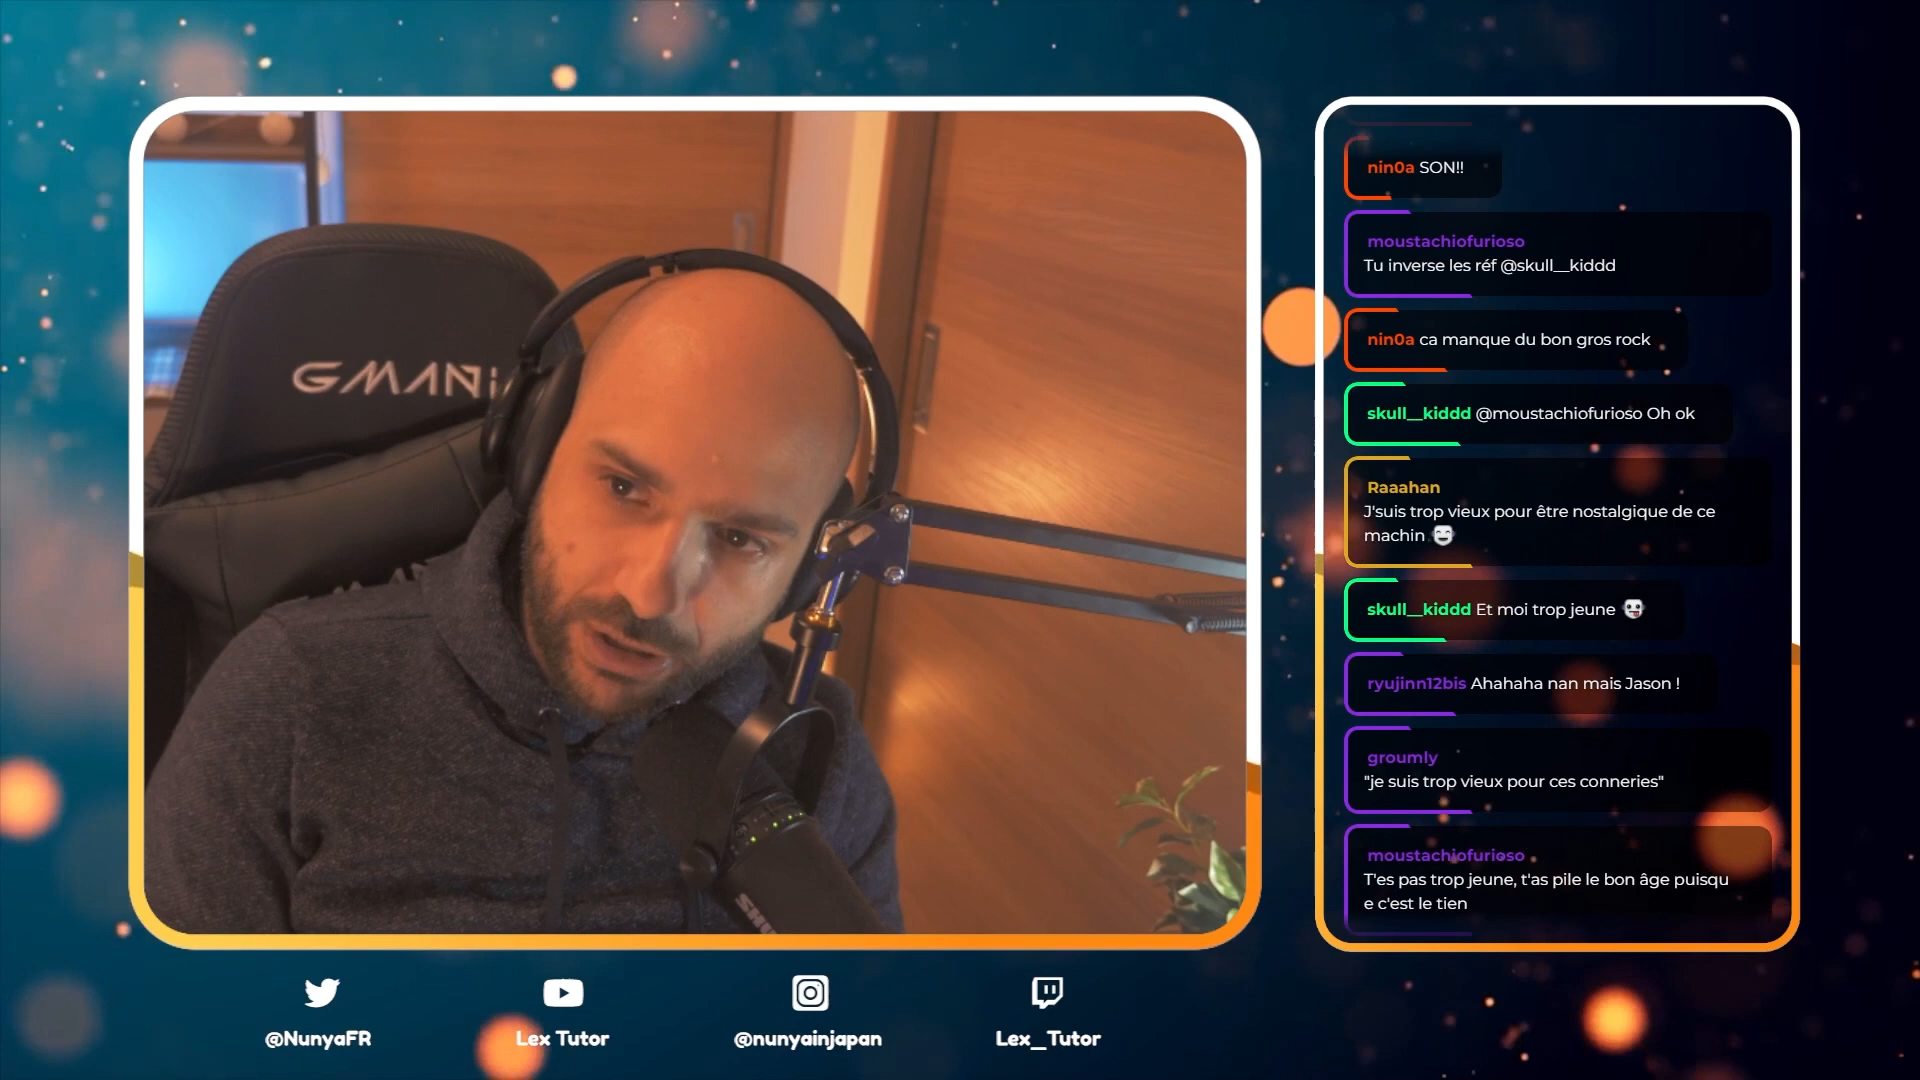 GMANi
SHU
nin0a SON!!
moustachiofurioso
Tu inverse les réf @skull__kiddd
nin0a ca manque du bon gros rock
skull__kiddd @moustachiofurioso Oh ok
Raaahan
J'suis trop vieux pour être nostalgique de ce
machin
skull__kiddd Et moi trop jeune
ryujinn12bis Ahahaha nan mais Jason !
groumly
"je suis trop vieux pour ces conneries"
moustachiofurioso
T'es pas trop jeune, t'as pile le bon âge puisqu
e c'est le tien
@NunyaFR
Lex Tutor
@nunyainjapan
Lex_Tutor